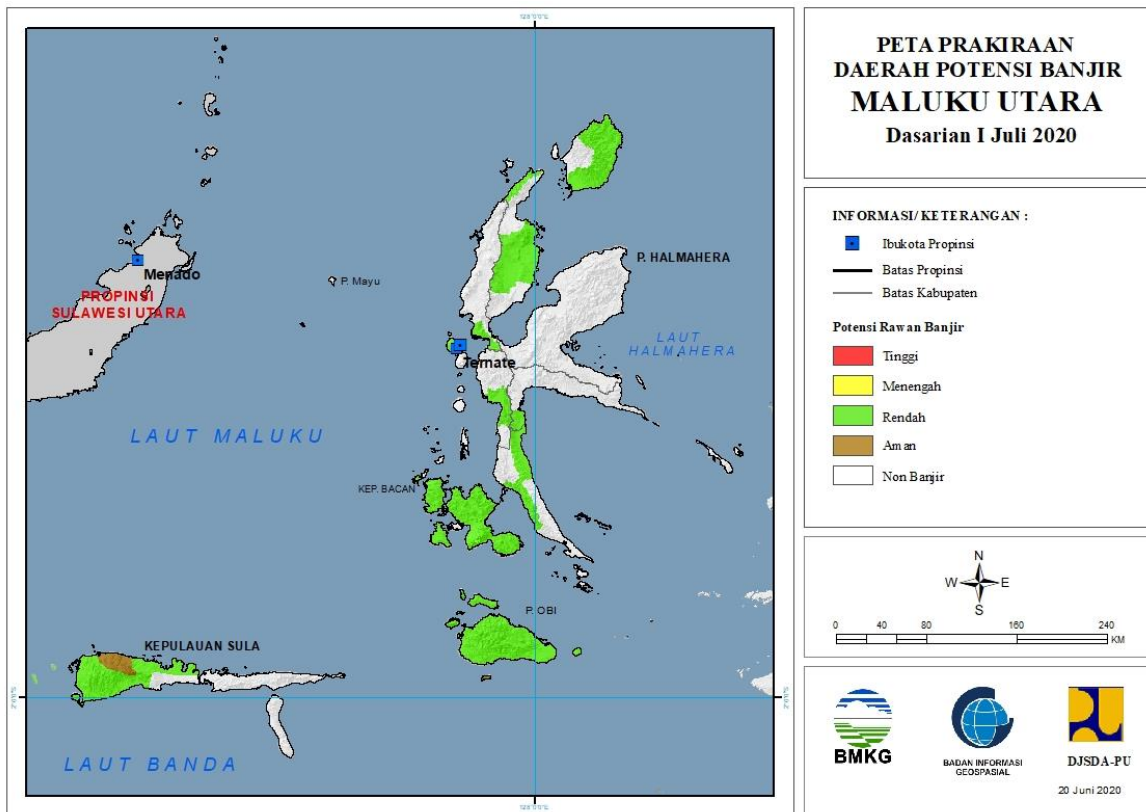 PETA PRAKIRAAN
DAERAH POTENSI BANJIR
MALUKU UTARA
Dasarian I Juli 2020
128°0'0"E
Menado
PROPINSI
SULAWESI UTARA
P. Mayu
P. HALMAHERA
LAUT
HALMAHERA
Ternate
LAUT MALUKU
KEP. BACAN
P. OBI
KEPULAUAN SULA
LAUT BANDA
INFORMASI/ KETERANGAN :
Ibukota Propinsi
Batas Propinsi
Batas Kabupaten
Potensi Rawan Banjir
Tinggi
Menengah
Rendah
Aman
Non Banjir
N
W E
S
0 40 80 160 240
KM
BMKG
BADAN INFORMASI
GEOSPASIAL
DJSDA-PU
20 Juni 2020